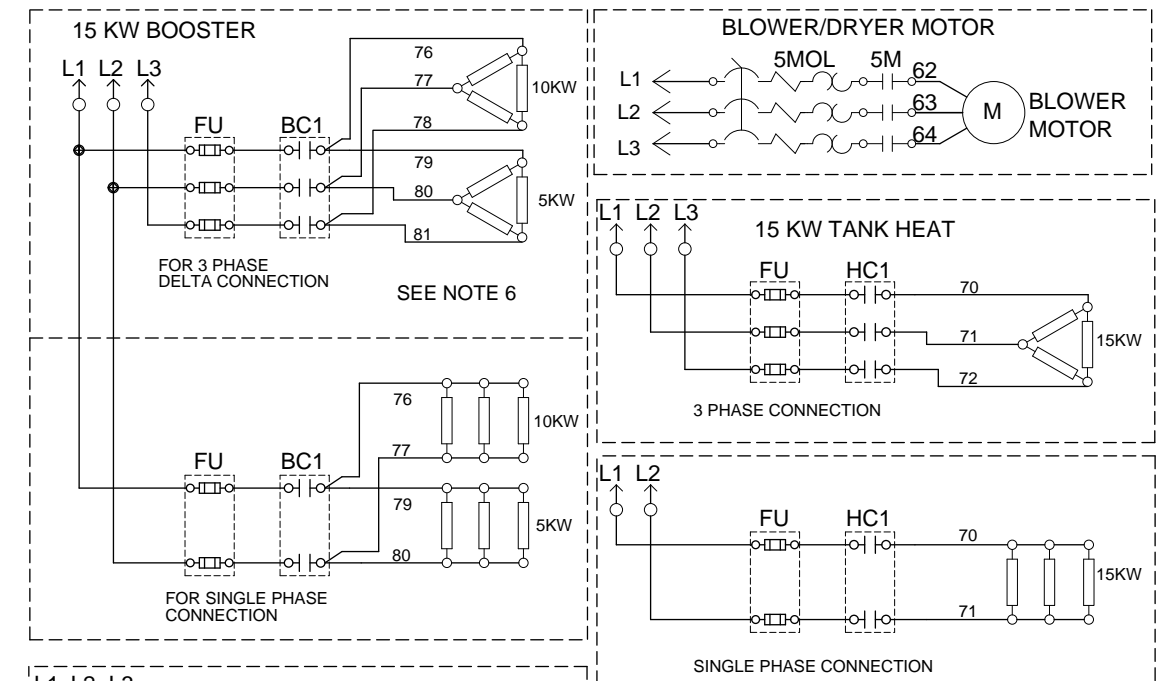 15 KW BOOSTER
L1 L2 L3
FU BC1
76
77
78
10KW
79
80
81
5KW
FOR 3 PHASE
DELTA CONNECTION
SEE NOTE 6
76
77
10KW
FU BC1
79
80
5KW
FOR SINGLE PHASE
CONNECTION
L1 L2 L3
BLOWER/DRYER MOTOR
5MOL 5M
L1
L2
L3
62
63
64
M
BLOWER
MOTOR
L1 L2 L3
15 KW TANK HEAT
FU HC1
70
71
72
15KW
3 PHASE CONNECTION
L1 L2
FU HC1
70
71
15KW
SINGLE PHASE CONNECTION